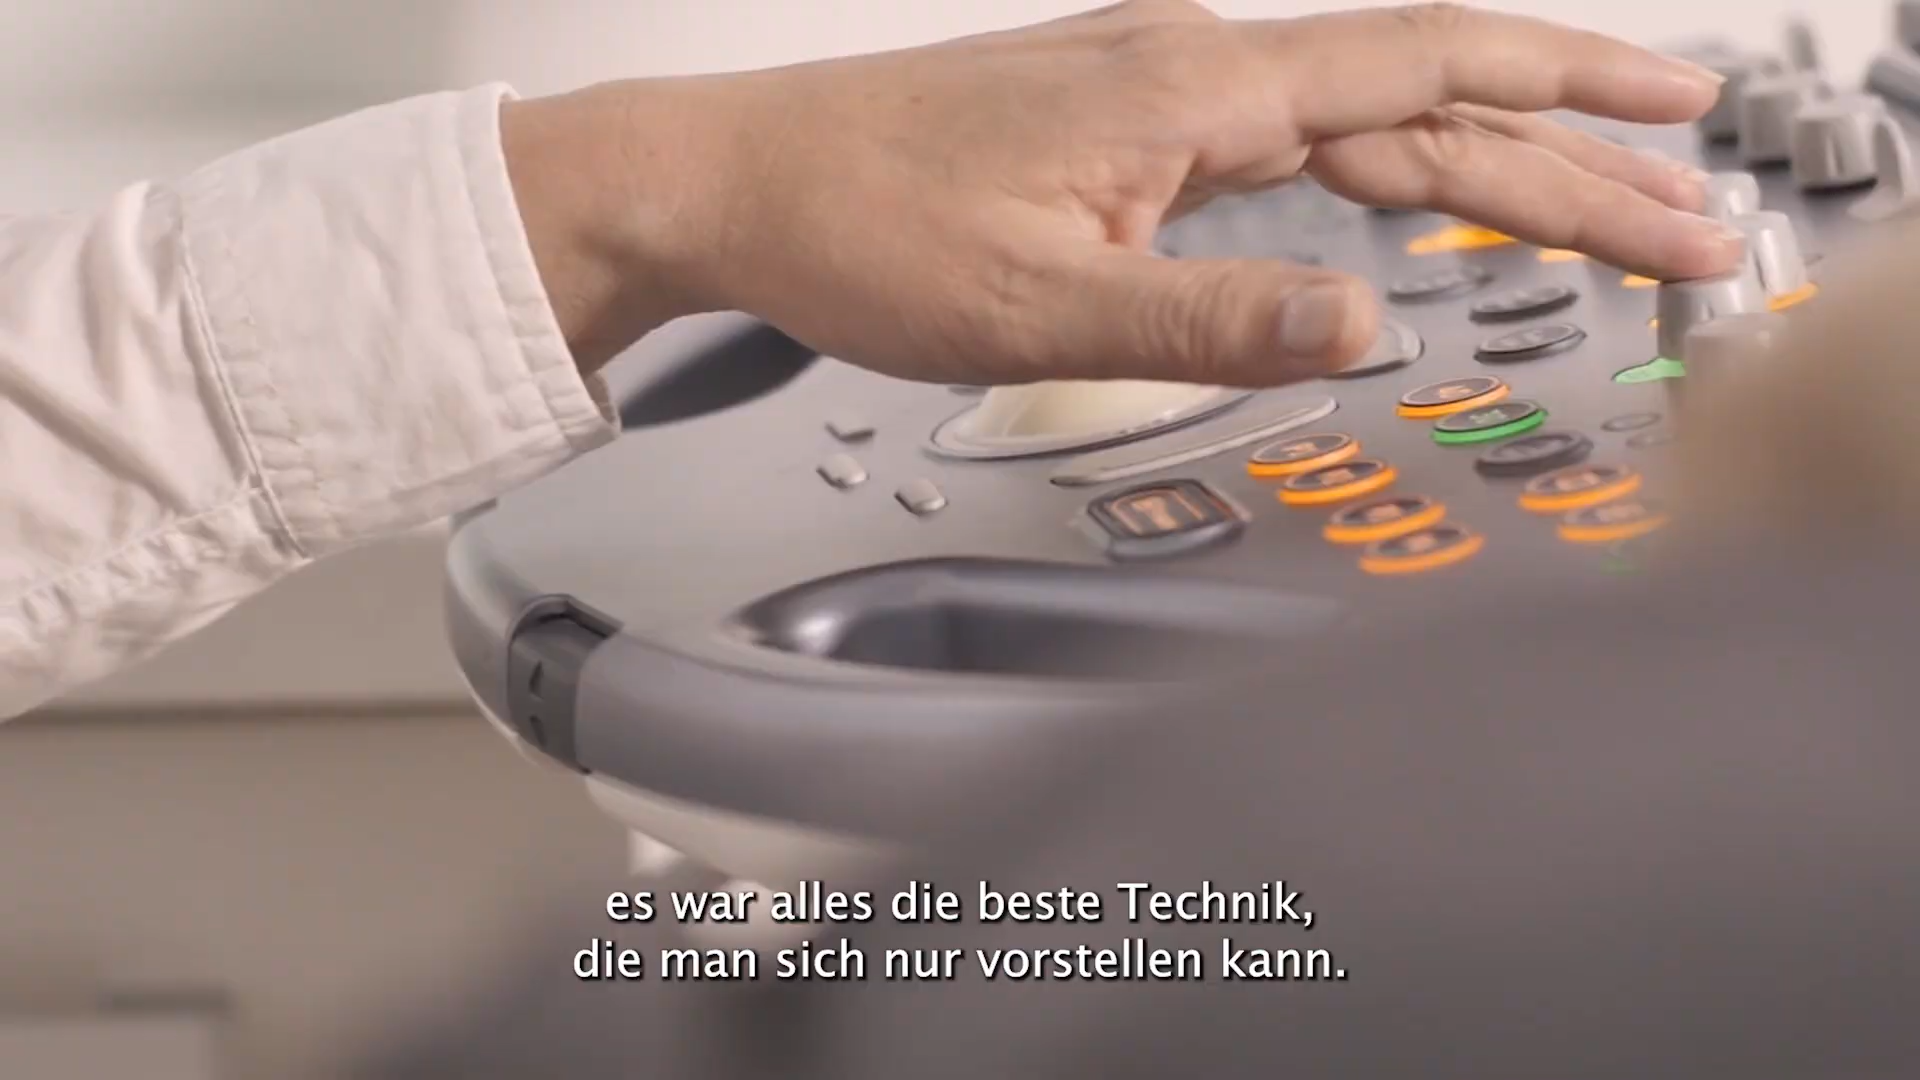 es war alles die beste Technik,
die man sich nur vorstellen kann.